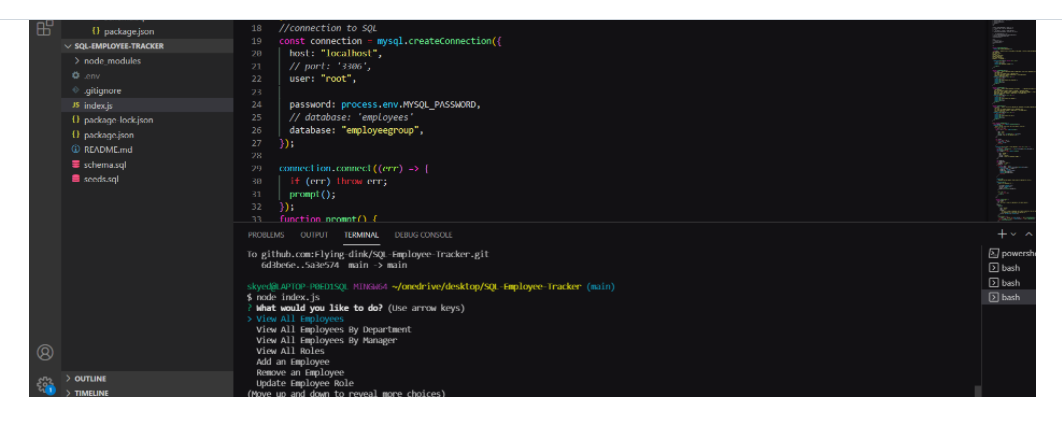 package.json
SQL-EMPLOYEE-TRACKER
node_modules
.env
.gitignore
JS index.js
{} package-lock.json
{} package.json
README.md
schema.sql
seeds.sql
OUTLINE
TIMELINE
18 //connection to SQL
19 const connection = mysql.createConnection({
20 host: "localhost",
21 // port: '3306',
22 user: "root",
23
24 password: process.env.MYSQL_PASSWORD,
25 // database: 'employees'
26 database: "employeegroup",
27 });
28
29 connection.connect((err) => {
30 if (err) throw err;
31 prompt();
32 });
33 function prompt() {
PROBLEMS OUTPUT TERMINAL DEBUG CONSOLE
To github.com:Flying-dink/SQL-Employee-Tracker.git
6d3be6e..5a3e574 main -> main
skyed@LAPTOP-P0ED1SQL MINGW64 ~/onedrive/desktop/SQL-Employee-Tracker (main)
$ node index.js
? What would you like to do? (Use arrow keys)
> View All Employees
View All Employees By Department
View All Employees By Manager
View All Roles
Add an Employee
Remove an Employee
Update Employee Role
(Move up and down to reveal more choices)
powersh
bash
bash
bash
1